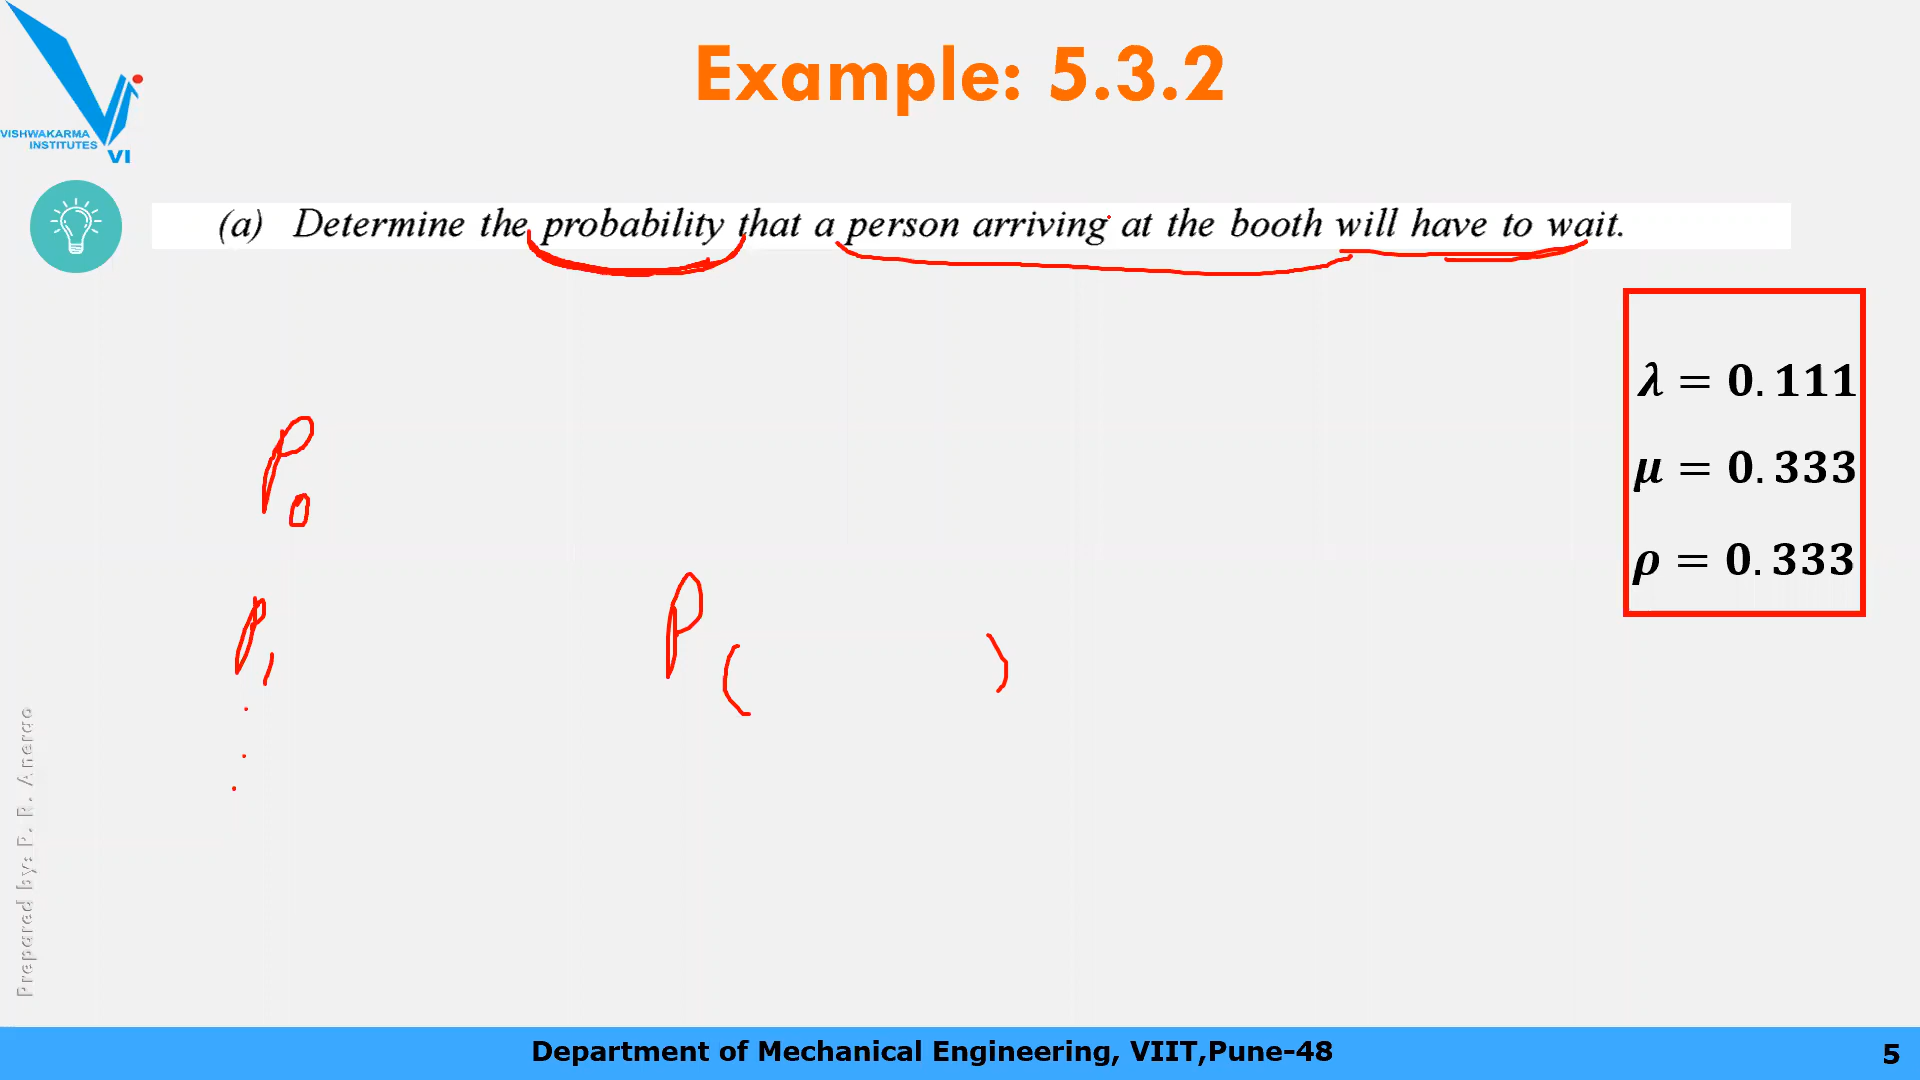 Example: 5.3.2
VISHWAKARMA
INSTITUTES
VI
(a) Determine the probability that a person arriving at the booth will have to wait.
λ = 0.111
μ = 0.333
ρ = 0.333
P0
P1
.
.
.
P( )
Prepared by: P. R. Anerao
Department of Mechanical Engineering, VIIT,Pune-48
5